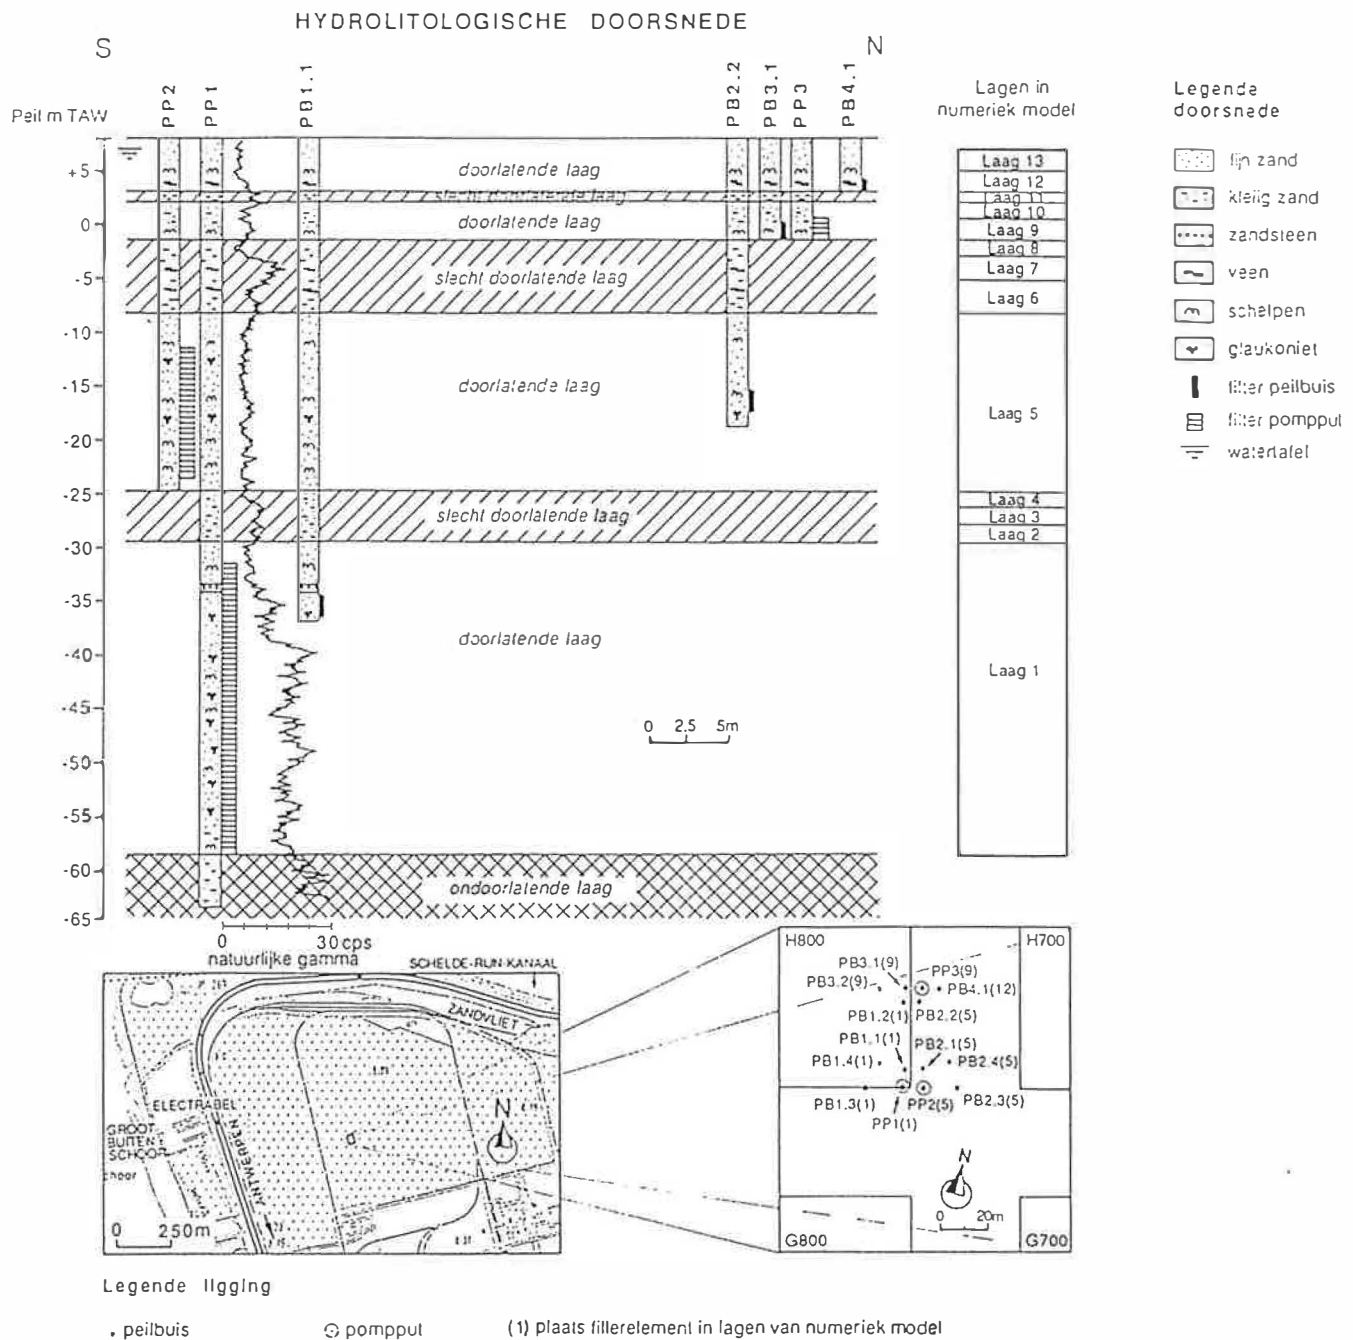 HYDROLITOLOGISCHE DOORSNEDE
S
N
Peil m TAW
PP2
PP1
PB1.1
PB2.2
PB3.1
PP3
PB4.1
Lagen in
numeriek model
Legende
doorsnede
+5
0
-5
-10
-15
-20
-25
-30
-35
-40
-45
-50
-55
-60
-65
doorlatende laag
slecht doorlatende laag
doorlatende laag
slecht doorlatende laag
doorlatende laag
slecht doorlatende laag
doorlatende laag
ondoorlatende laag
0 2,5 5m
Laag 13
Laag 12
Laag 11
Laag 10
Laag 9
Laag 8
Laag 7
Laag 6
Laag 5
Laag 4
Laag 3
Laag 2
Laag 1
fijn zand
kleiig zand
zandsteen
veen
schelpen
glaukoniet
filter peilbuis
filter pompput
watertafel
0 30 cps
natuurlijke gamma
SCHELDE-RIJN-KANAAL
ZANDVLIET
ELECTRABEL
GROOT
BUITEN
SCHOOR
choor
ANTWERPEN
N
0 250m
H800
H700
PB3.1(9)
PP3(9)
PB3.2(9)
PB4.1(12)
PB1.2(1)
PB2.2(5)
PB1.1(1)
PB2.1(5)
PB1.4(1)
PB2.4(5)
PB1.3(1)
PP2(5)
PB2.3(5)
PP1(1)
N
0 20m
G800
G700
Legende ligging
peilbuis
pompput
(1) plaats filterelement in lagen van numeriek model